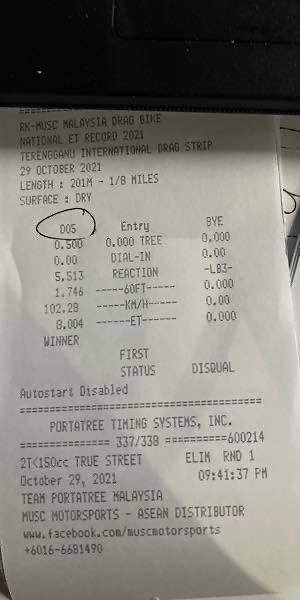 RK-MUSC MALAYSIA DRAG BIKE
NATIONAL ET RECORD 2021
TERENGGANU INTERNATIONAL DRAG STRIP
29 OCTOBER 2021
LENGTH : 201M - 1/8 MILES
SURFACE : DRY
D05 Entry BYE
0.500 0.000 TREE 0.000
0.00 DIAL-IN 0.00
5.513 REACTION -LB3-
1.746 -----60FT----- 0.000
102.28 -----KM/H----- 0.00
8.004 ------ET------ 0.000
WINNER
FIRST
STATUS DISQUAL
Autostart Disabled
========================================
PORTATREE TIMING SYSTEMS, INC.
=============== 337/338 ==========600214
2T<150cc TRUE STREET ELIM RND 1
October 29, 2021 09:41:37 PM
TEAM PORTATREE MALAYSIA
MUSC MOTORSPORTS - ASEAN DISTRIBUTOR
www.facebook.com/muscmotorsports
+6016-6681490